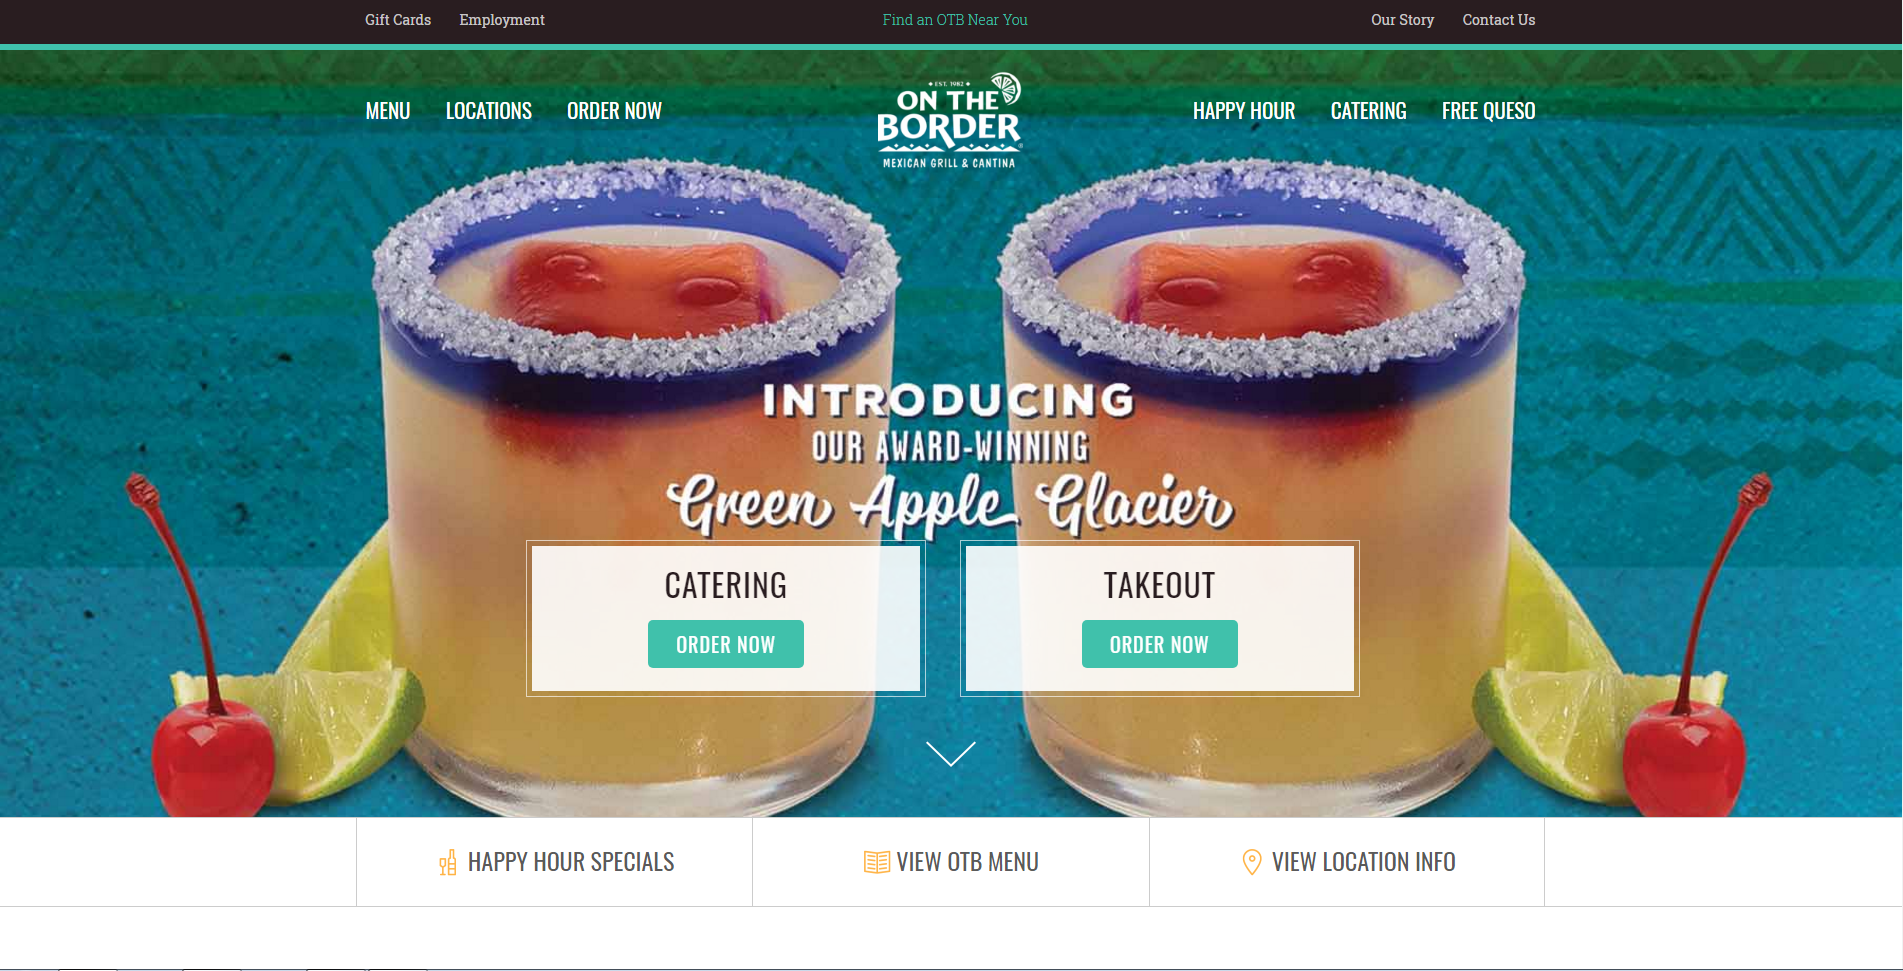 Gift Cards Employment Find an OTB Near You Our Story Contact Us
MENU LOCATIONS ORDER NOW
EST. 1982
ON THE
BORDER
MEXICAN GRILL & CANTINA
HAPPY HOUR CATERING FREE QUESO
INTRODUCING
OUR AWARD-WINNING
Green Apple Glacier
CATERING
ORDER NOW
TAKEOUT
ORDER NOW
HAPPY HOUR SPECIALS
VIEW OTB MENU
VIEW LOCATION INFO